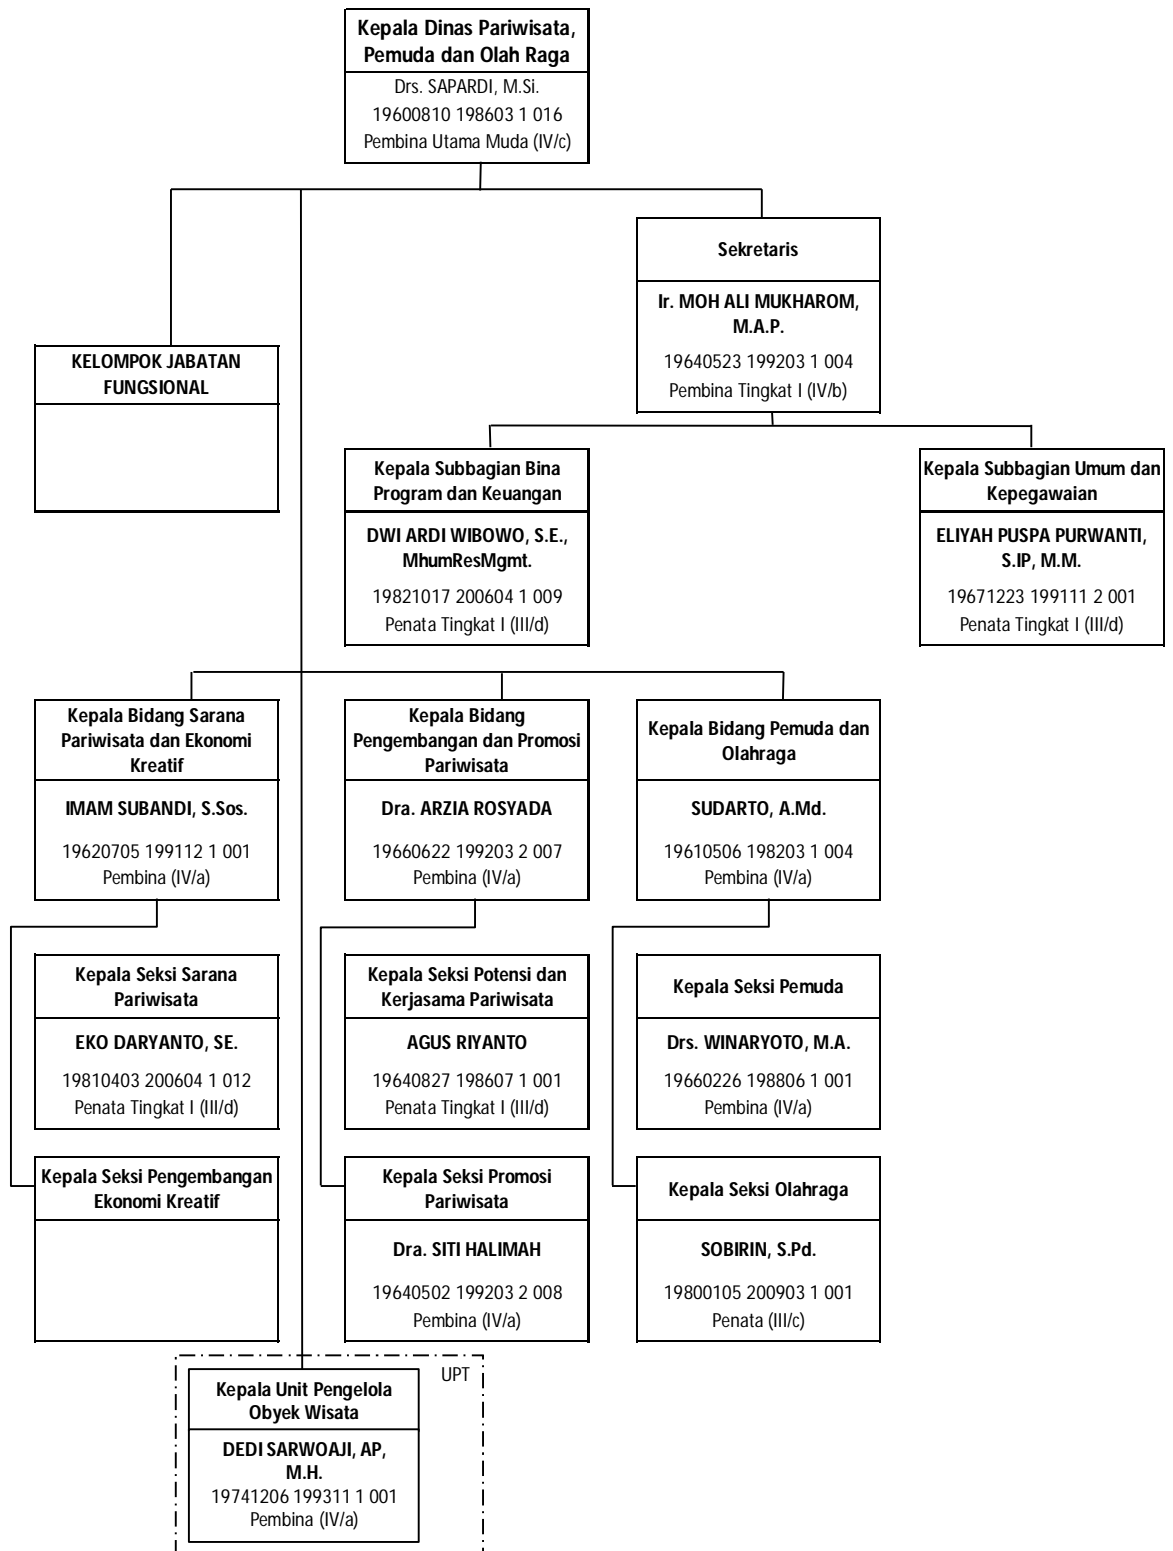 Kepala Dinas Pariwisata,
Pemuda dan Olah Raga
Drs. SAPARDI, M.Si.
19600810 198603 1 016
Pembina Utama Muda (IV/c)
Sekretaris
Ir. MOH ALI MUKHAROM,
M.A.P.
19640523 199203 1 004
Pembina Tingkat I (IV/b)
KELOMPOK JABATAN
FUNGSIONAL
Kepala Subbagian Bina
Program dan Keuangan
DWI ARDI WIBOWO, S.E.,
MhumResMgmt.
19821017 200604 1 009
Penata Tingkat I (III/d)
Kepala Subbagian Umum dan
Kepegawaian
ELIYAH PUSPA PURWANTI,
S.IP, M.M.
19671223 199111 2 001
Penata Tingkat I (III/d)
Kepala Bidang Sarana
Pariwisata dan Ekonomi
Kreatif
IMAM SUBANDI, S.Sos.
19620705 199112 1 001
Pembina (IV/a)
Kepala Bidang
Pengembangan dan Promosi
Pariwisata
Dra. ARZIA ROSYADA
19660622 199203 2 007
Pembina (IV/a)
Kepala Bidang Pemuda dan
Olahraga
SUDARTO, A.Md.
19610506 198203 1 004
Pembina (IV/a)
Kepala Seksi Sarana
Pariwisata
EKO DARYANTO, SE.
19810403 200604 1 012
Penata Tingkat I (III/d)
Kepala Seksi Potensi dan
Kerjasama Pariwisata
AGUS RIYANTO
19640827 198607 1 001
Penata Tingkat I (III/d)
Kepala Seksi Pemuda
Drs. WINARYOTO, M.A.
19660226 198806 1 001
Pembina (IV/a)
Kepala Seksi Pengembangan
Ekonomi Kreatif
Kepala Seksi Promosi
Pariwisata
Dra. SITI HALIMAH
19640502 199203 2 008
Pembina (IV/a)
Kepala Seksi Olahraga
SOBIRIN, S.Pd.
19800105 200903 1 001
Penata (III/c)
UPT
Kepala Unit Pengelola
Obyek Wisata
DEDI SARWOAJI, AP,
M.H.
19741206 199311 1 001
Pembina (IV/a)